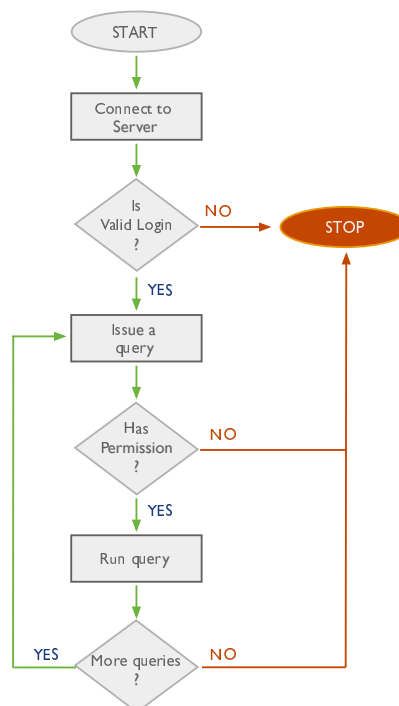 START
Connect to
Server
Is
Valid Login
?
NO
STOP
YES
Issue a
query
Has
Permission
?
NO
YES
Run query
More queries
?
YES
NO